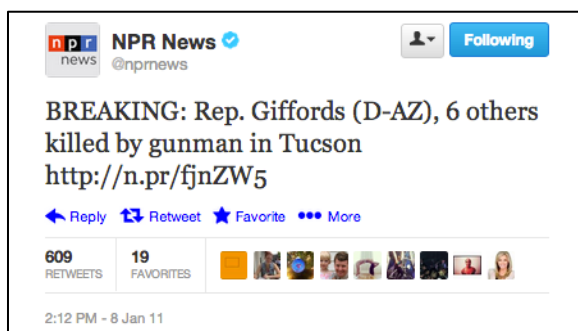 npr
news
NPR News
@nprnews
Following
BREAKING: Rep. Giffords (D-AZ), 6 others
killed by gunman in Tucson
http://n.pr/fjnZW5
Reply Retweet Favorite More
609 19
RETWEETS FAVORITES
2:12 PM - 8 Jan 11